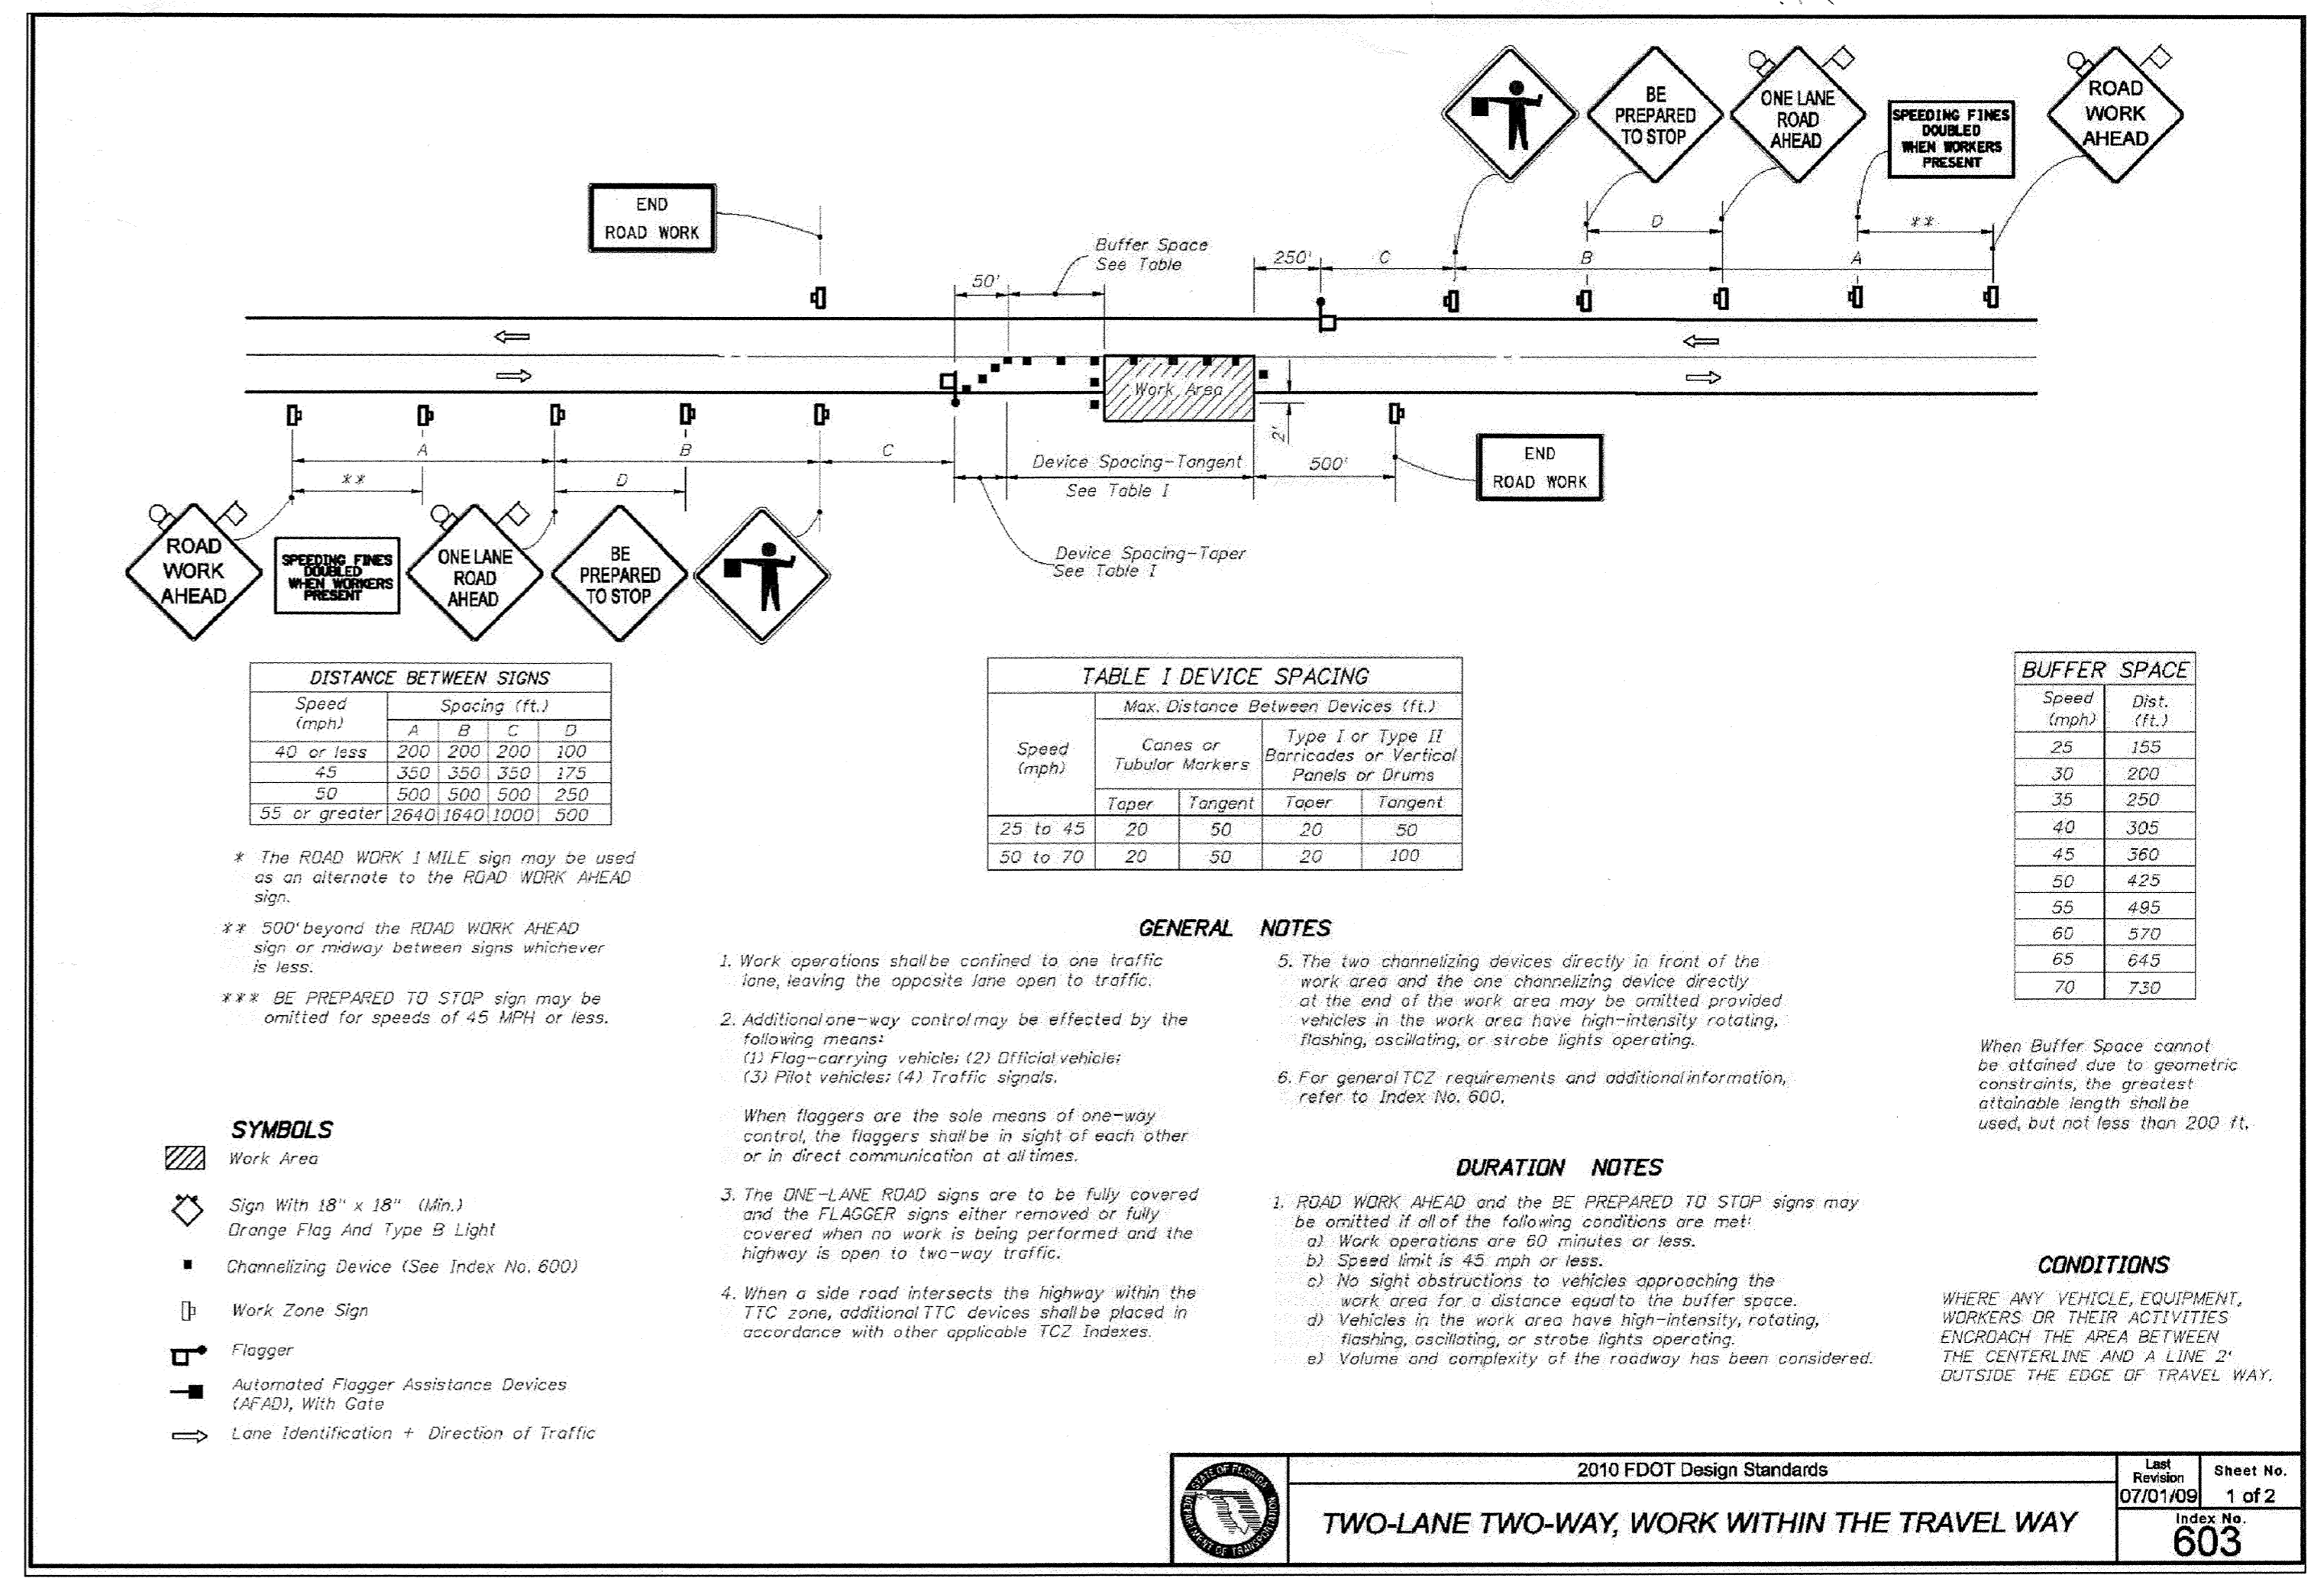 ROAD
WORK
AHEAD
SPEEDING FINES
DOUBLED
WHEN WORKERS
PRESENT
ONE LANE
ROAD
AHEAD
BE
PREPARED
TO STOP
END
ROAD WORK
Buffer Space
See Table
50'
250'
C
B
D
A
**
Work Area
2'
A
B
C
**
D
Device Spacing-Tangent
See Table I
500'
END
ROAD WORK
Device Spacing-Taper
See Table I
ROAD
WORK
AHEAD
SPEEDING FINES
DOUBLED
WHEN WORKERS
PRESENT
ONE LANE
ROAD
AHEAD
BE
PREPARED
TO STOP
DISTANCE BETWEEN SIGNS
Speed
(mph)
Spacing (ft.)
A B C D
40 or less 200 200 200 100
45 350 350 350 175
50 500 500 500 250
55 or greater 2640 1640 1000 500
* The ROAD WORK 1 MILE sign may be used
as an alternate to the ROAD WORK AHEAD
sign.
** 500' beyond the ROAD WORK AHEAD
sign or midway between signs whichever
is less.
*** BE PREPARED TO STOP sign may be
omitted for speeds of 45 MPH or less.
TABLE I DEVICE SPACING
Speed
(mph)
Max. Distance Between Devices (ft.)
Cones or
Tubular Markers
Type I or Type II
Barricades or Vertical
Panels or Drums
Taper Tangent Taper Tangent
25 to 45 20 50 20 50
50 to 70 20 50 20 100
BUFFER SPACE
Speed
(mph)
Dist.
(ft.)
25 155
30 200
35 250
40 305
45 360
50 425
55 495
60 570
65 645
70 730
When Buffer Space cannot
be attained due to geometric
constraints, the greatest
attainable length shall be
used, but not less than 200 ft.
GENERAL NOTES
1. Work operations shall be confined to one traffic
lane, leaving the opposite lane open to traffic.
2. Additional one-way control may be effected by the
following means:
(1) Flag-carrying vehicle; (2) Official vehicle;
(3) Pilot vehicles; (4) Traffic signals.
When flaggers are the sole means of one-way
control, the flaggers shall be in sight of each other
or in direct communication at all times.
3. The ONE-LANE ROAD signs are to be fully covered
and the FLAGGER signs either removed or fully
covered when no work is being performed and the
highway is open to two-way traffic.
4. When a side road intersects the highway within the
TTC zone, additional TTC devices shall be placed in
accordance with other applicable TCZ Indexes.
5. The two channelizing devices directly in front of the
work area and the one channelizing device directly
at the end of the work area may be omitted provided
vehicles in the work area have high-intensity rotating,
flashing, oscillating, or strobe lights operating.
6. For general TCZ requirements and additional information,
refer to Index No. 600.
DURATION NOTES
1. ROAD WORK AHEAD and the BE PREPARED TO STOP signs may
be omitted if all of the following conditions are met:
a) Work operations are 60 minutes or less.
b) Speed limit is 45 mph or less.
c) No sight obstructions to vehicles approaching the
work area for a distance equal to the buffer space.
d) Vehicles in the work area have high-intensity, rotating,
flashing, oscillating, or strobe lights operating.
e) Volume and complexity of the roadway has been considered.
SYMBOLS
Work Area
Sign With 18" x 18" (Min.)
Orange Flag And Type B Light
Channelizing Device (See Index No. 600)
Work Zone Sign
Flagger
Automated Flagger Assistance Devices
(AFAD), With Gate
Lane Identification + Direction of Traffic
CONDITIONS
WHERE ANY VEHICLE, EQUIPMENT,
WORKERS OR THEIR ACTIVITIES
ENCROACH THE AREA BETWEEN
THE CENTERLINE AND A LINE 2'
OUTSIDE THE EDGE OF TRAVEL WAY.
STATE OF FLORIDA
DEPARTMENT OF TRANSPORTATION
2010 FDOT Design Standards
TWO-LANE TWO-WAY, WORK WITHIN THE TRAVEL WAY
Last
Revision
07/01/09
Sheet No.
1 of 2
Index No.
603